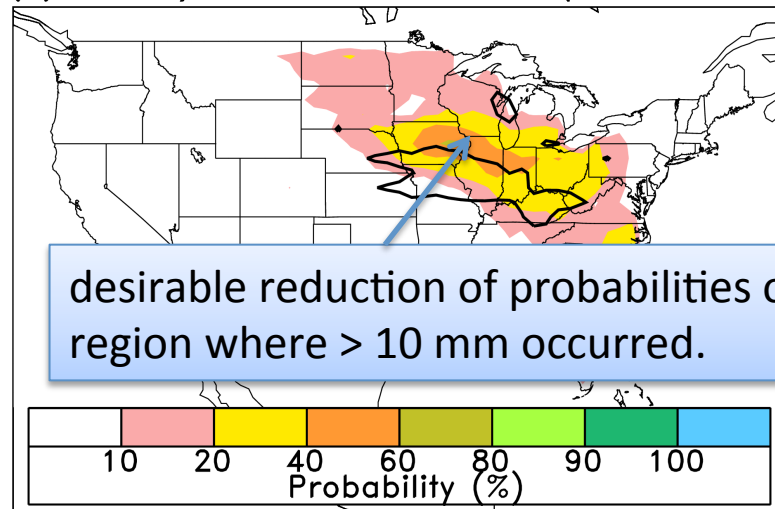 desirable reduction of probabilities
region where > 10 mm occurred.
10 20 40 60 80 90 100
Probability (%)